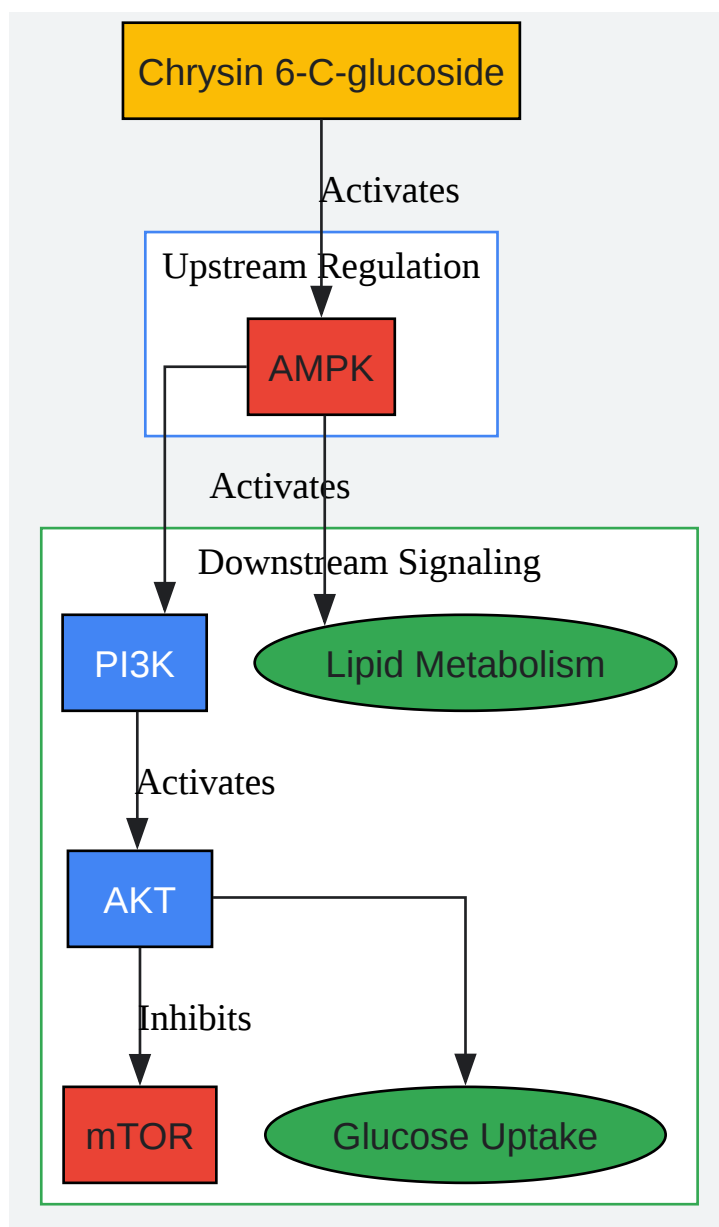 Chrysin 6-C-glucoside
Activates
Upstream Regulation
AMPK
Activates
Downstream Signaling
PI3K
Lipid Metabolism
Activates
AKT
Inhibits
mTOR
Glucose Uptake